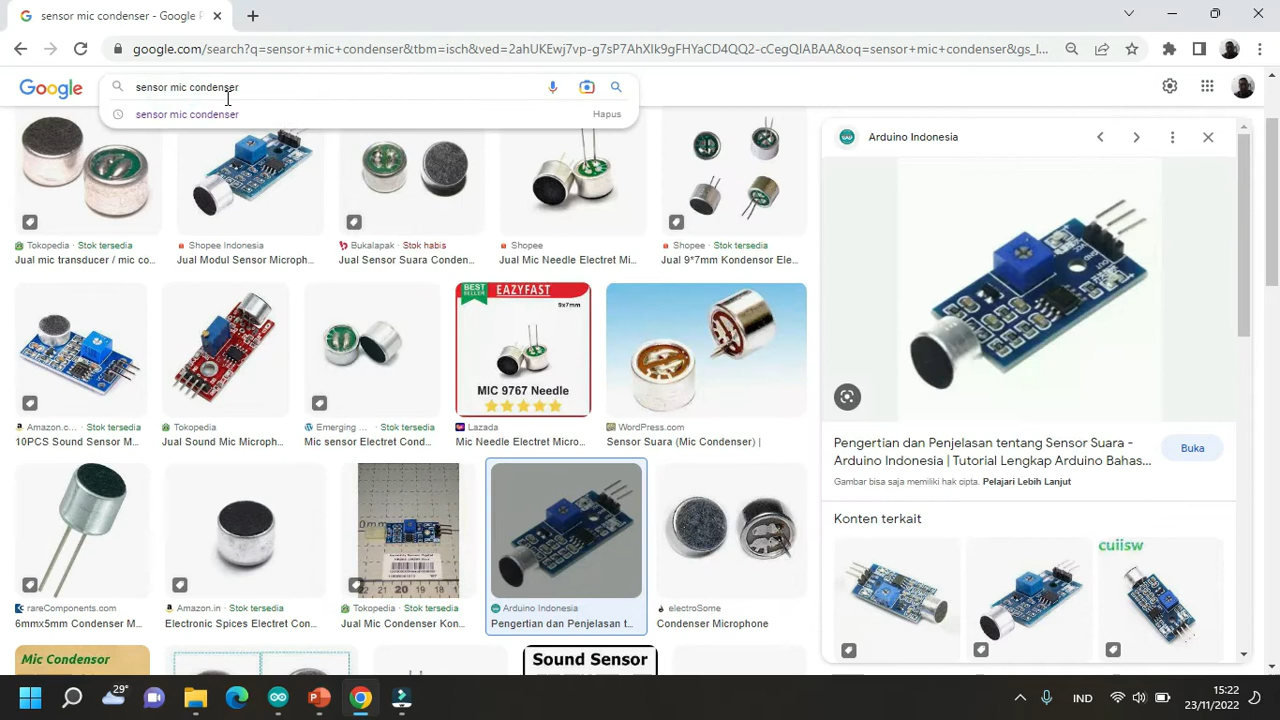 sensor mic condenser - Google P
google.com/search?q=sensor+mic+condenser&tbm=isch&ved=2ahUKEwj7vp-g7sP7AhXIk9gFHYaCD4QQ2-cCegQIABAA&oq=sensor+mic+condenser&gs_l...
Google
sensor mic condenser
sensor mic condenser
Hapus
Arduino Indonesia
Tokopedia · Stok tersedia
Jual mic transducer / mic co...
Shopee Indonesia
Jual Modul Sensor Microph...
Bukalapak · Stok habis
Jual Sensor Suara Conden...
Shopee
Jual Mic Needle Electret Mi...
Shopee · Stok tersedia
Jual 9*7mm Kondensor Ele...
BEST SELLER
EAZYFAST
9x7mm
MIC 9767 Needle
Amazon.c... · Stok tersedia
10PCS Sound Sensor M...
Tokopedia
Jual Sound Mic Microph...
Emerging ...
Mic sensor Electret Cond...
Lazada
Mic Needle Electret Micro...
WordPress.com
Sensor Suara (Mic Condenser) |
Pengertian dan Penjelasan tentang Sensor Suara -
Arduino Indonesia | Tutorial Lengkap Arduino Bahas...
Buka
Gambar bisa saja memiliki hak cipta. Pelajari Lebih Lanjut
Konten terkait
cuiisw
rareComponents.com
6mmx5mm Condenser M...
Amazon.in · Stok tersedia
Electronic Spices Electret Con...
Tokopedia · Stok tersedia
Jual Mic Condenser Kon...
Arduino Indonesia
Pengertian dan Penjelasan t...
electroSome
Condenser Microphone
Mic Condensor
Sound Sensor
29°
IND
15:22
23/11/2022